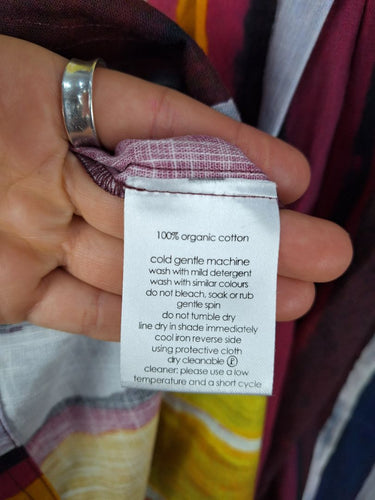 100% organic cotton
cold gentle machine
wash with mild detergent
wash with similar colours
do not bleach, soak or rub
gentle spin
do not tumble dry
line dry in shade immediately
cool iron reverse side
using protective cloth
dry cleanable Ⓟ
cleaner: please use a low
temperature and a short cycle